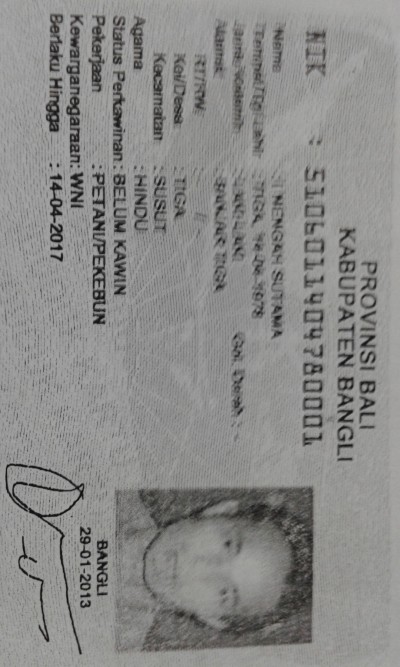 PROVINSI BALI
KABUPATEN BANGLI
NIK : 5106011404780001
Nama : I NENGAH SUTAMA
Tempat/Tgl Lahir : TIGA, 14-04-1978
Jenis Kelamin : LAKI-LAKI Gol. Darah : -
Alamat : BANJAR TIGA
RT/RW : - / -
Kel/Desa : TIGA
Kecamatan : SUSUT
Agama : HINDU
Status Perkawinan : BELUM KAWIN
Pekerjaan : PETANI/PEKEBUN
Kewarganegaraan: WNI
Berlaku Hingga : 14-04-2017
BANGLI
29-01-2013